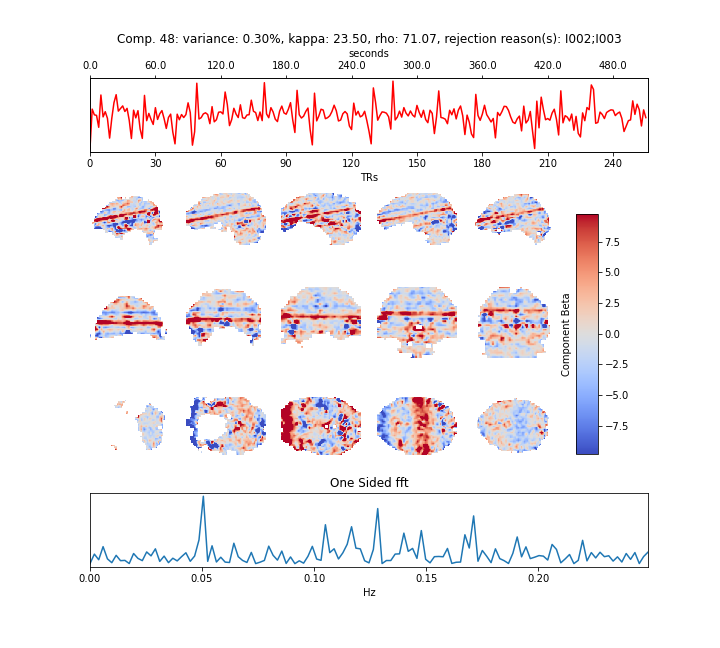 Comp. 48: variance: 0.30%, kappa: 23.50, rho: 71.07, rejection reason(s): I002;I003
seconds
0.0 60.0 120.0 180.0 240.0 300.0 360.0 420.0 480.0
0 30 60 90 120 150 180 210 240
TRs
7.5
5.0
2.5
0.0
−2.5
−5.0
−7.5
Component Beta
One Sided fft
0.00 0.05 0.10 0.15 0.20
Hz